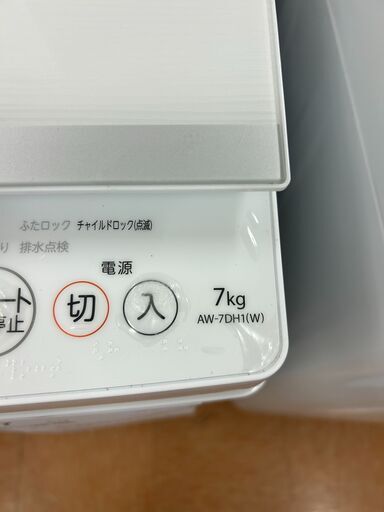 ふたロック チャイルドロック(点滅)
り 排水点検
電源
ート
停止
切
入
7kg
AW-7DH1(W)